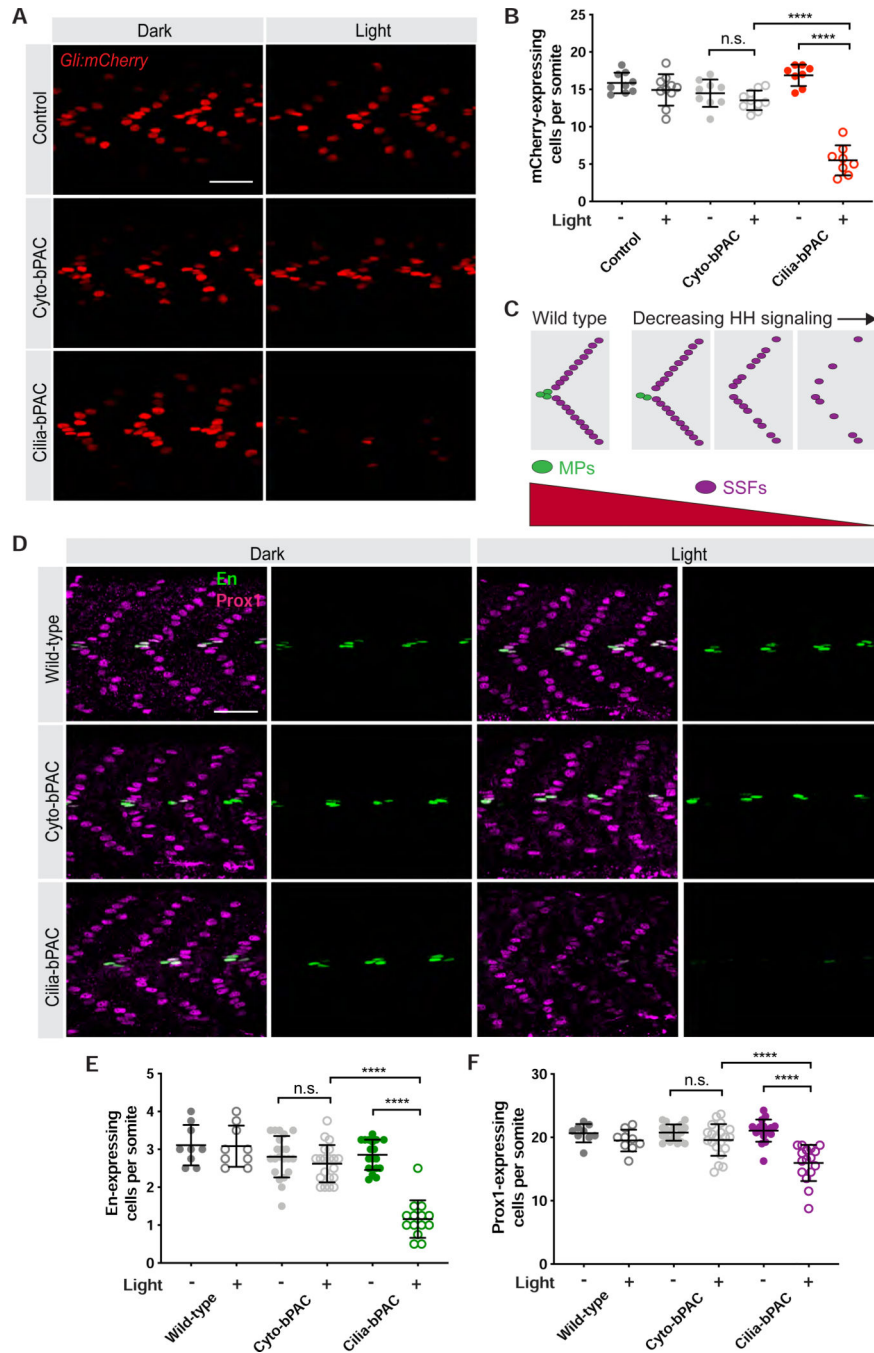 A
Dark
Light
Gli:mCherry
Control
Cyto-bPAC
Cilia-bPAC
B
mCherry-expressing
cells per somite
25
20
15
10
5
0
n.s.
****
****
Light - + - + - +
Control
Cyto-bPAC
Cilia-bPAC
C
Wild type
Decreasing HH signaling
MPs
SSFs
D
Dark
Light
En
Prox1
Wild-type
Cyto-bPAC
Cilia-bPAC
E
En-expressing
cells per somite
5
4
3
2
1
0
n.s.
****
****
Light - + - + - +
Wild-type
Cyto-bPAC
Cilia-bPAC
F
Prox1-expressing
cells per somite
30
20
10
0
n.s.
****
****
Light - + - + - +
Wild-type
Cyto-bPAC
Cilia-bPAC